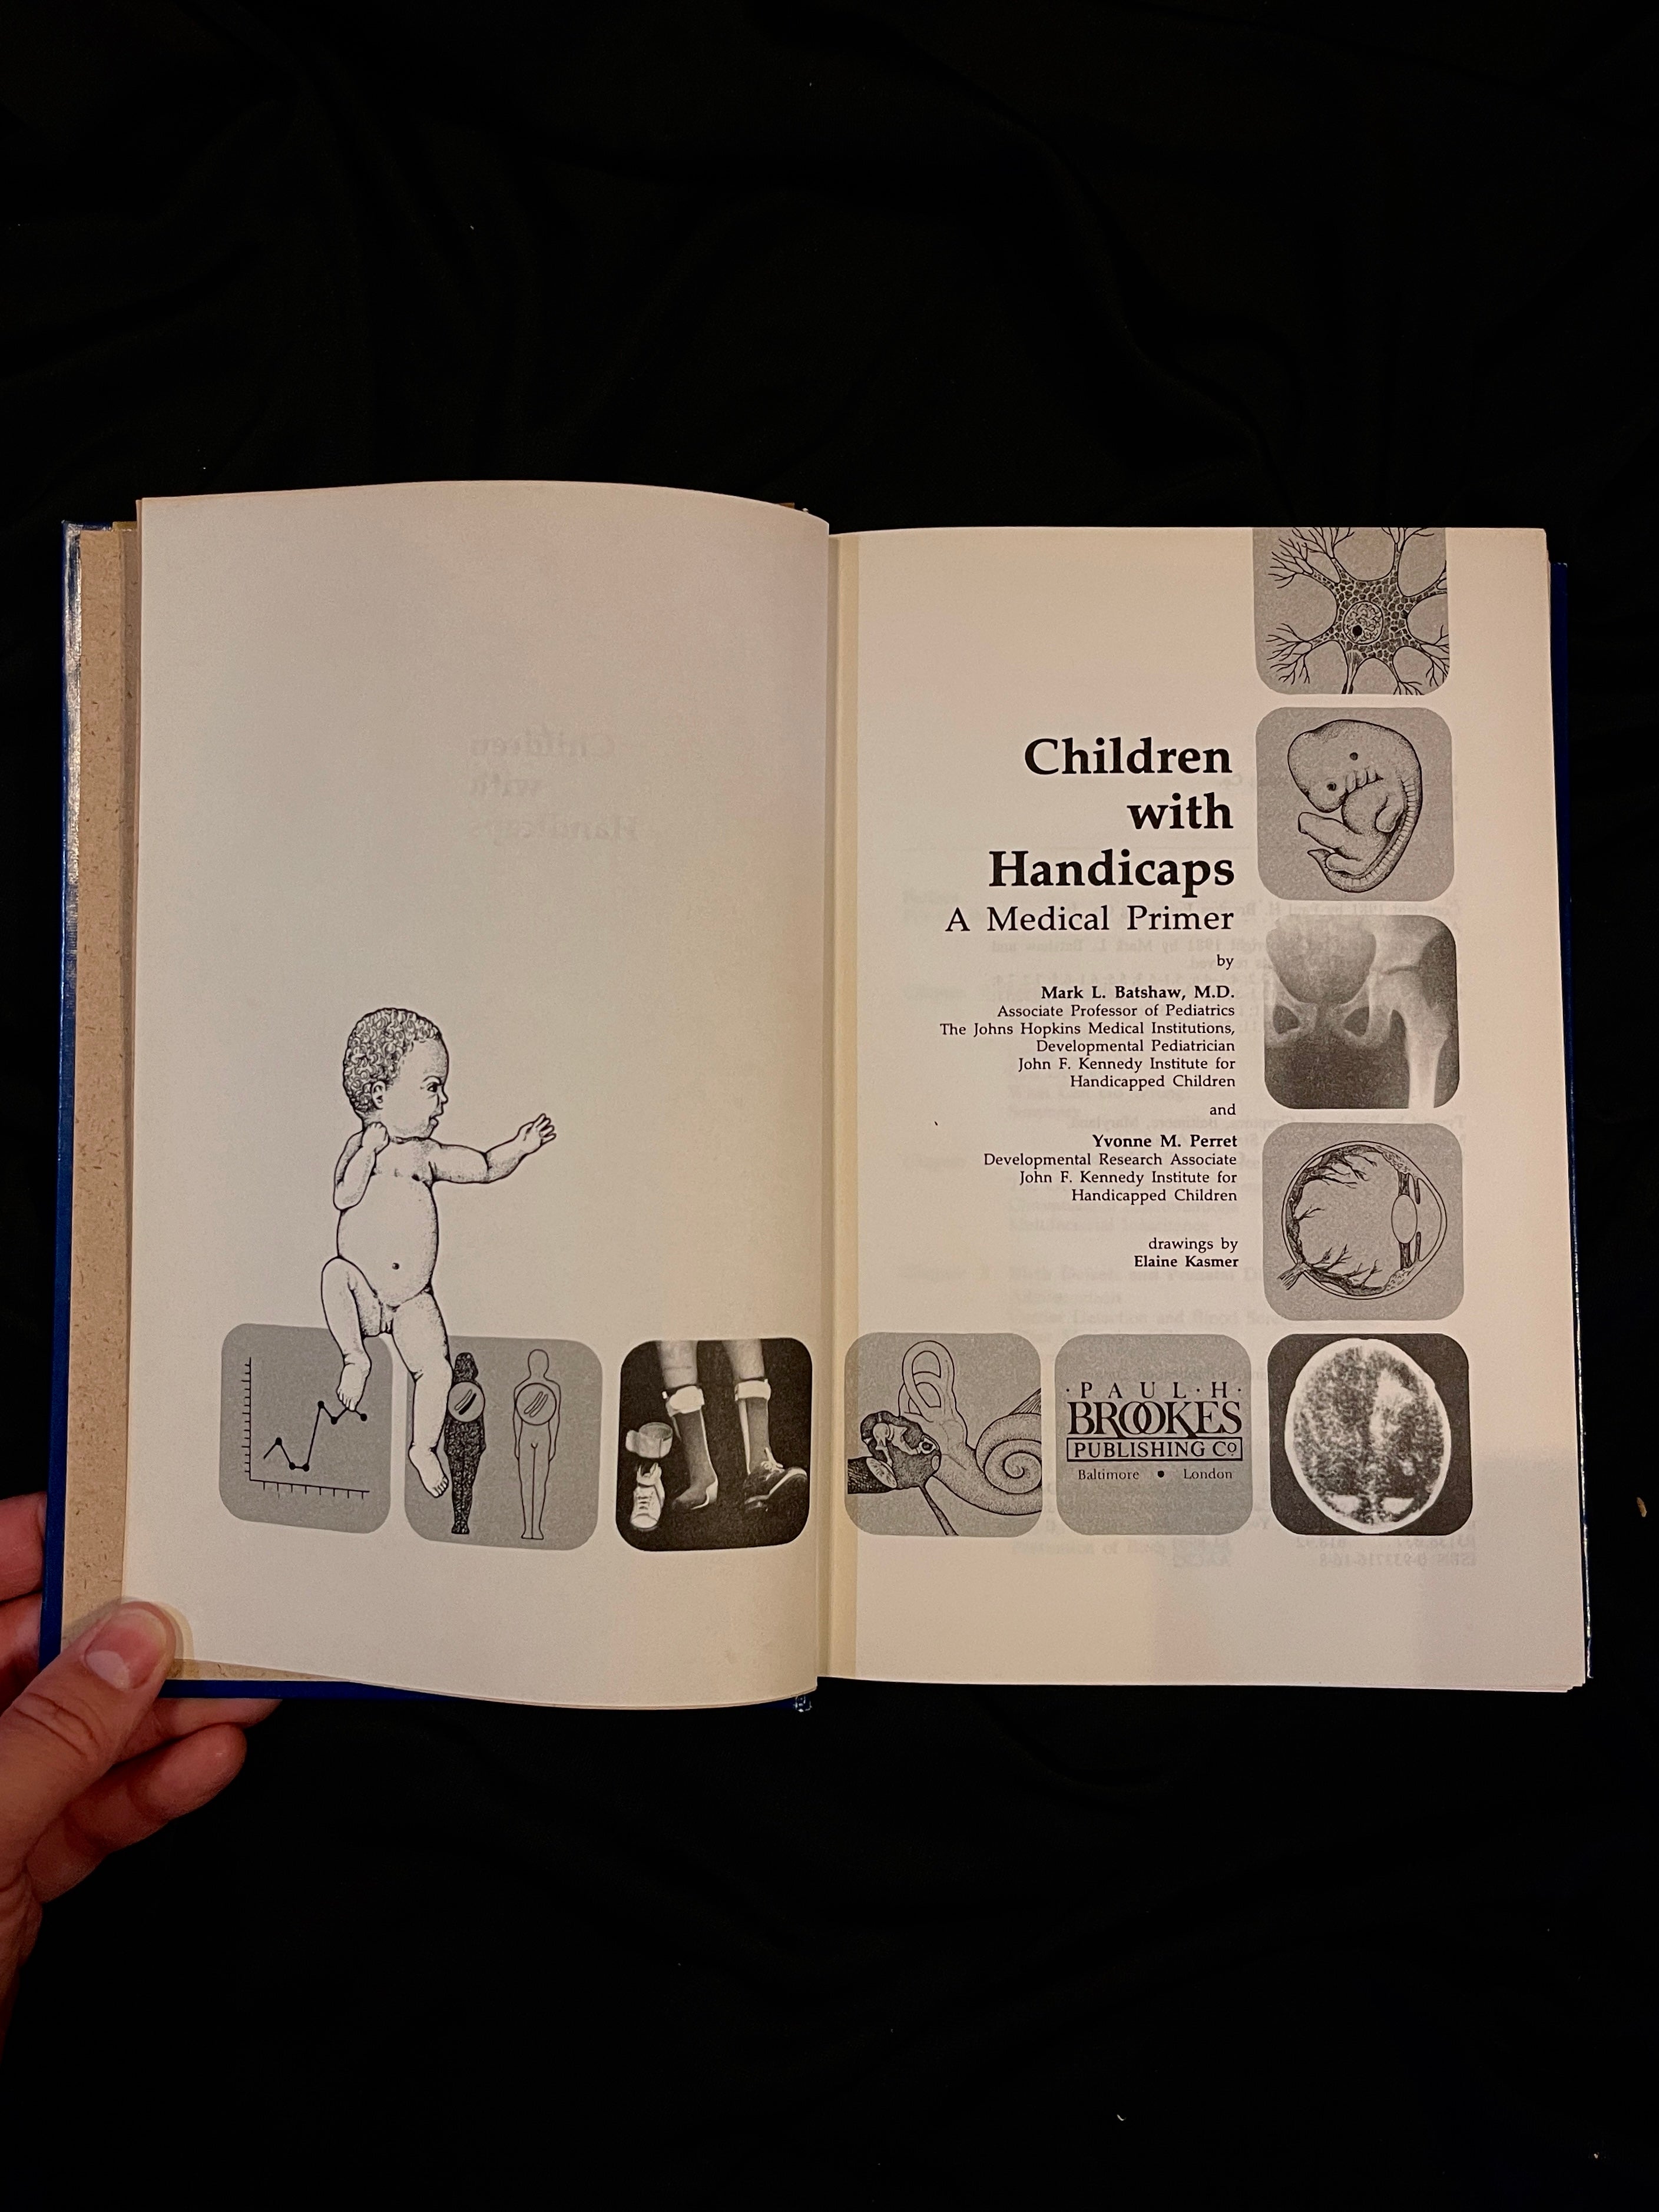 Children
with
Handicaps
A Medical Primer
by
Mark L. Batshaw, M.D.
Associate Professor of Pediatrics
The Johns Hopkins Medical Institutions,
Developmental Pediatrician
John F. Kennedy Institute for
Handicapped Children
and
Yvonne M. Perret
Developmental Research Associate
John F. Kennedy Institute for
Handicapped Children
drawings by
Elaine Kasmer
·PAUL·H·
BROOKES
PUBLISHING Co
Baltimore • London